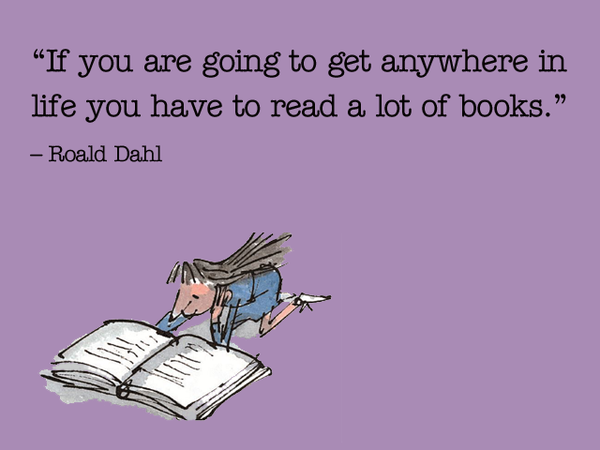 “If you are going to get anywhere in
life you have to read a lot of books.”
– Roald Dahl